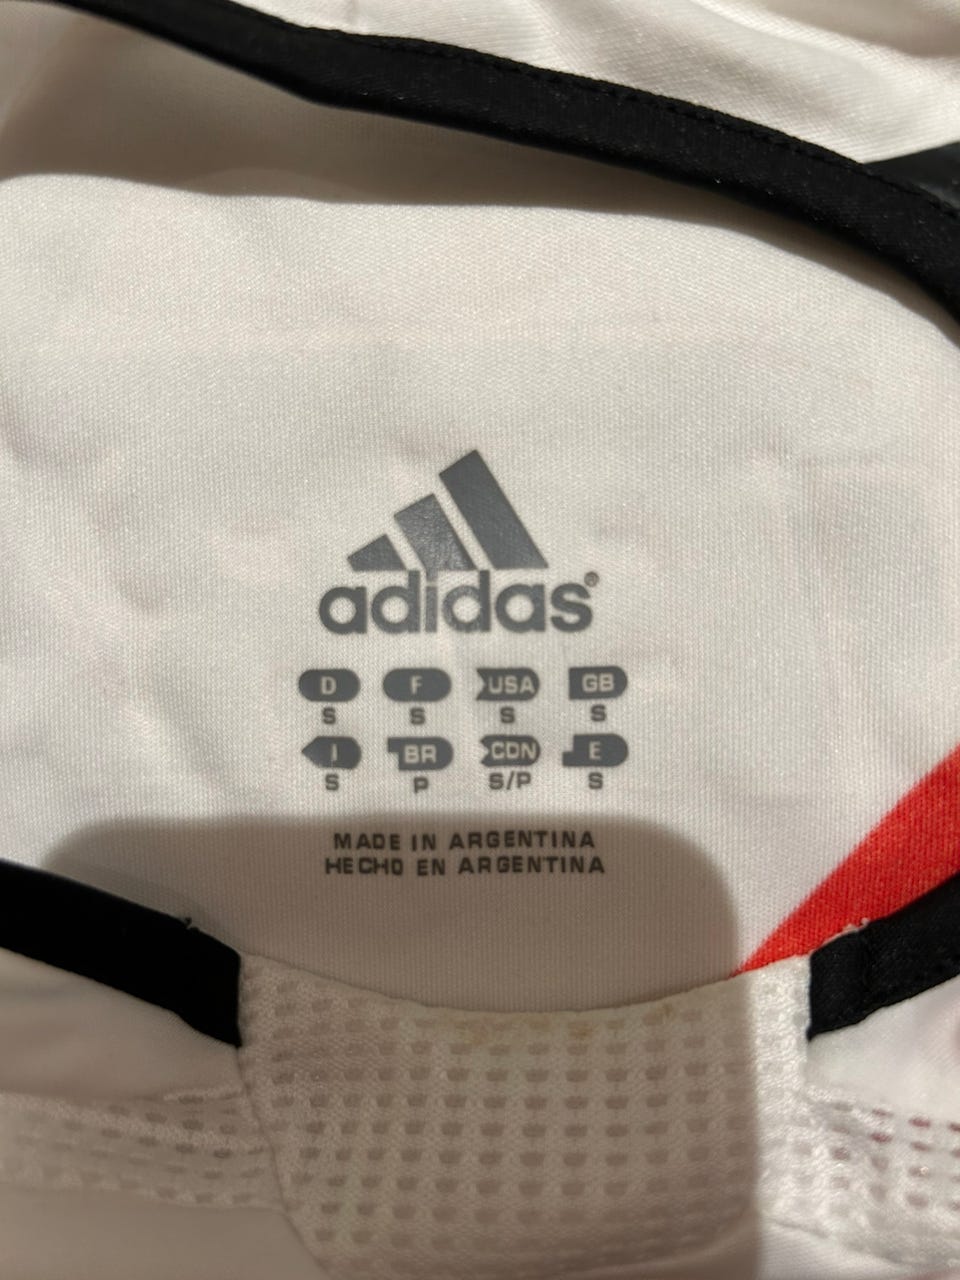 adidas®
D F USA GB
S S S S
I BR CDN E
S P S/P S
MADE IN ARGENTINA
HECHO EN ARGENTINA